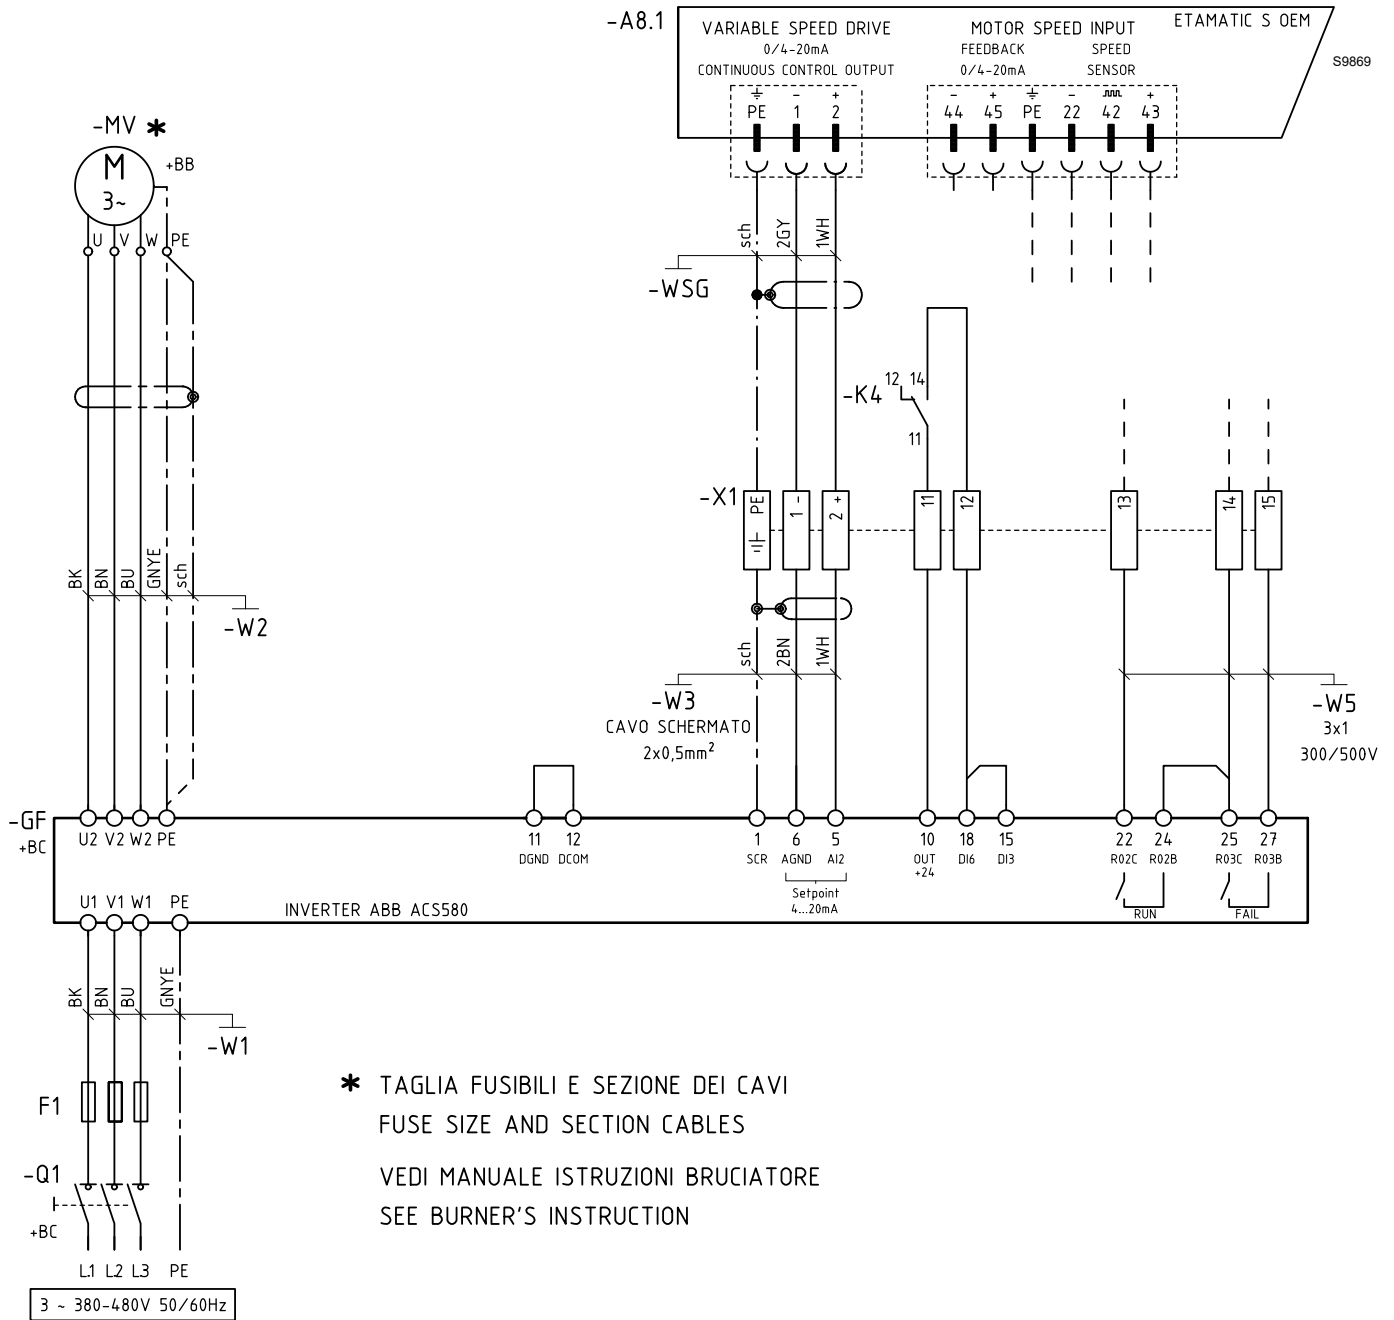 -A8.1
VARIABLE SPEED DRIVE
0/4-20mA
CONTINUOUS CONTROL OUTPUT
MOTOR SPEED INPUT
FEEDBACK
0/4-20mA
SPEED
SENSOR
ETAMATIC S OEM
S9869
- + - + - +
PE 1 2 44 45 PE 22 42 43
-MV *
M
3~
+BB
U V W PE
sch 2GY 1WH
-WSG
12 14
-K4
11
-X1
PE 1 - 2 + 11 12 13 14 15
BK BN BU GNYE sch
-W2
sch 2BN 1WH
-W3
CAVO SCHERMATO
2x0,5mm²
-W5
3x1
300/500V
-GF
+BC
U2 V2 W2 PE
11 12 1 6 5 10 18 15 22 24 25 27
DGND DCOM SCR AGND AI2 OUT DI6 DI3 RO2C RO2B RO3C RO3B
+24
Setpoint
4...20mA
RUN FAIL
U1 V1 W1 PE
INVERTER ABB ACS580
BK BN BU GNYE
-W1
F1
-Q1
+BC
L1 L2 L3 PE
3 ~ 380-480V 50/60Hz
* TAGLIA FUSIBILI E SEZIONE DEI CAVI
FUSE SIZE AND SECTION CABLES
VEDI MANUALE ISTRUZIONI BRUCIATORE
SEE BURNER'S INSTRUCTION